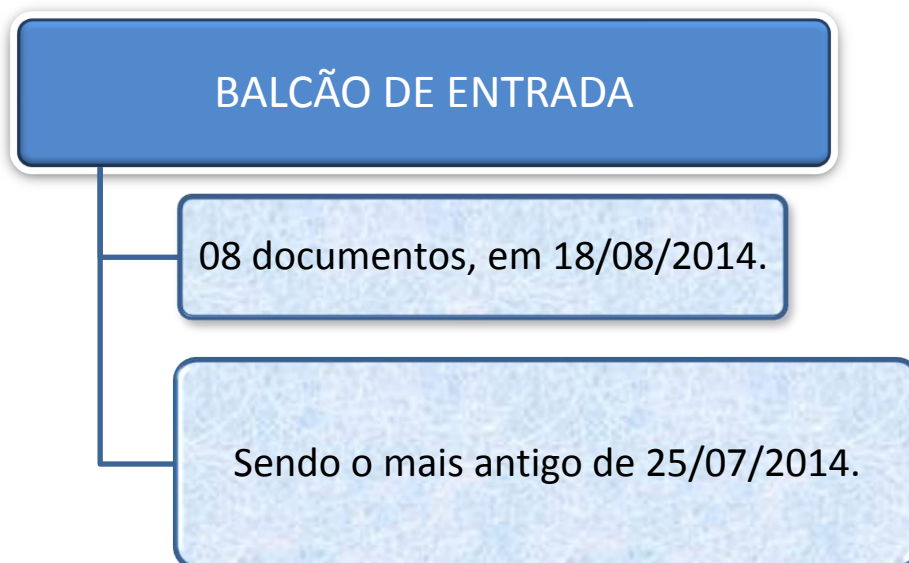 BALCÃO DE ENTRADA
08 documentos, em 18/08/2014.
Sendo o mais antigo de 25/07/2014.